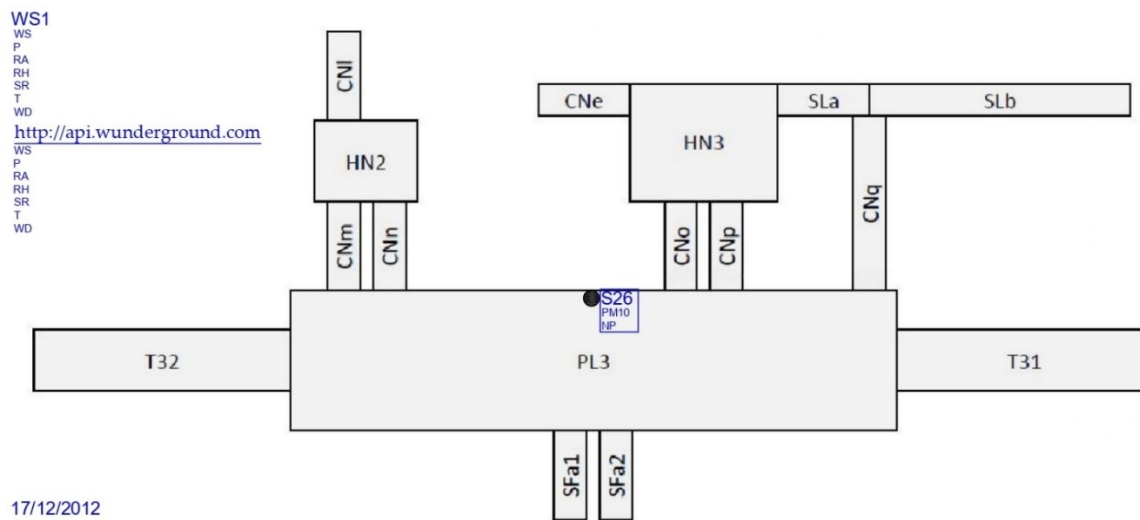 WS1
WS
P
RA
RH
SR
T
WD
http://api.wunderground.com
WS
P
RA
RH
SR
T
WD
CNl
HN2
CNm
CNn
CNe
HN3
SLa
SLb
CNo
CNp
CNq
S26
PM10
NP
T32
PL3
T31
SFa1
SFa2
17/12/2012